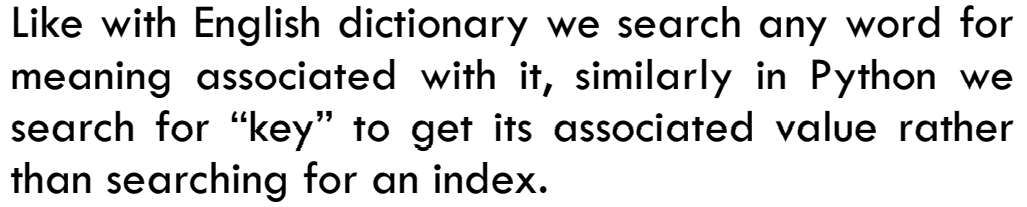 Like with English dictionary we search any word for
meaning associated with it, similarly in Python we
search for “key” to get its associated value rather
than searching for an index.